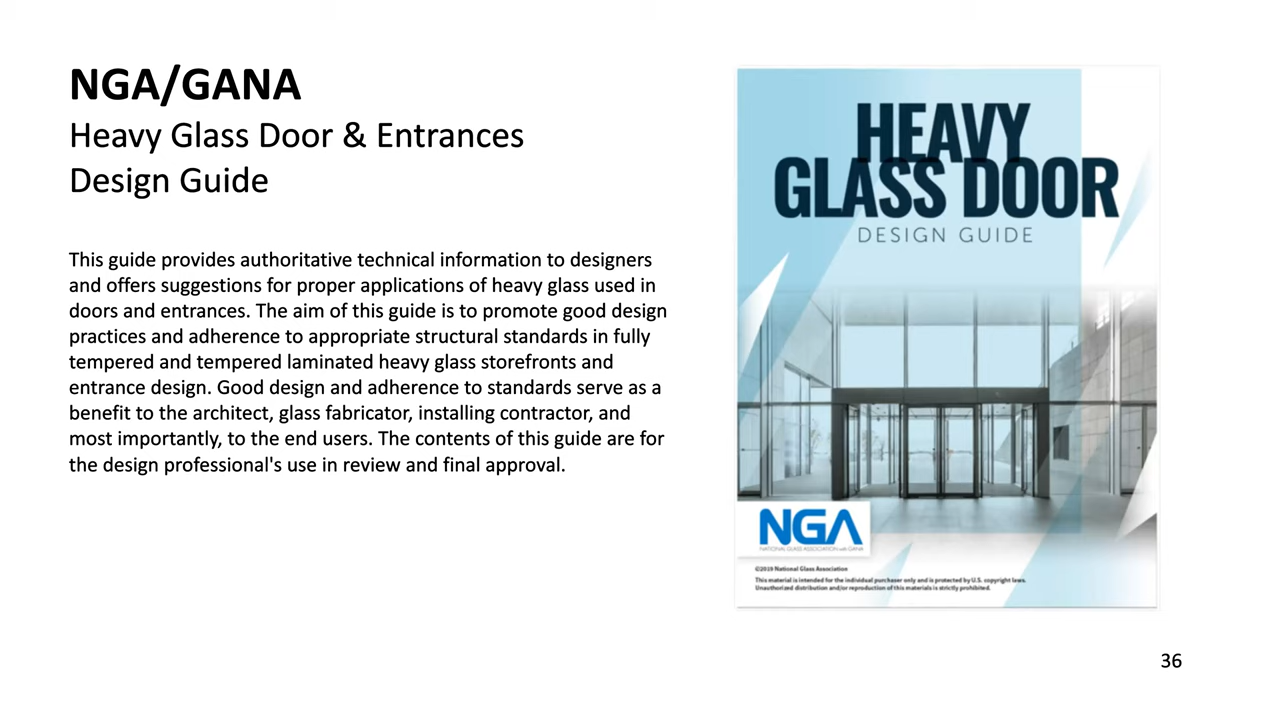 NGA/GANA
Heavy Glass Door & Entrances
Design Guide
This guide provides authoritative technical information to designers
and offers suggestions for proper applications of heavy glass used in
doors and entrances. The aim of this guide is to promote good design
practices and adherence to appropriate structural standards in fully
tempered and tempered laminated heavy glass storefronts and
entrance design. Good design and adherence to standards serve as a
benefit to the architect, glass fabricator, installing contractor, and
most importantly, to the end users. The contents of this guide are for
the design professional's use in review and final approval.
HEAVY
GLASS DOOR
DESIGN GUIDE
NGA
NATIONAL GLASS ASSOCIATION with GANA
©2019 National Glass Association
This material is intended for the individual purchaser only and is protected by U.S. copyright laws.
Unauthorized distribution and/or reproduction of this materials is strictly prohibited.
36